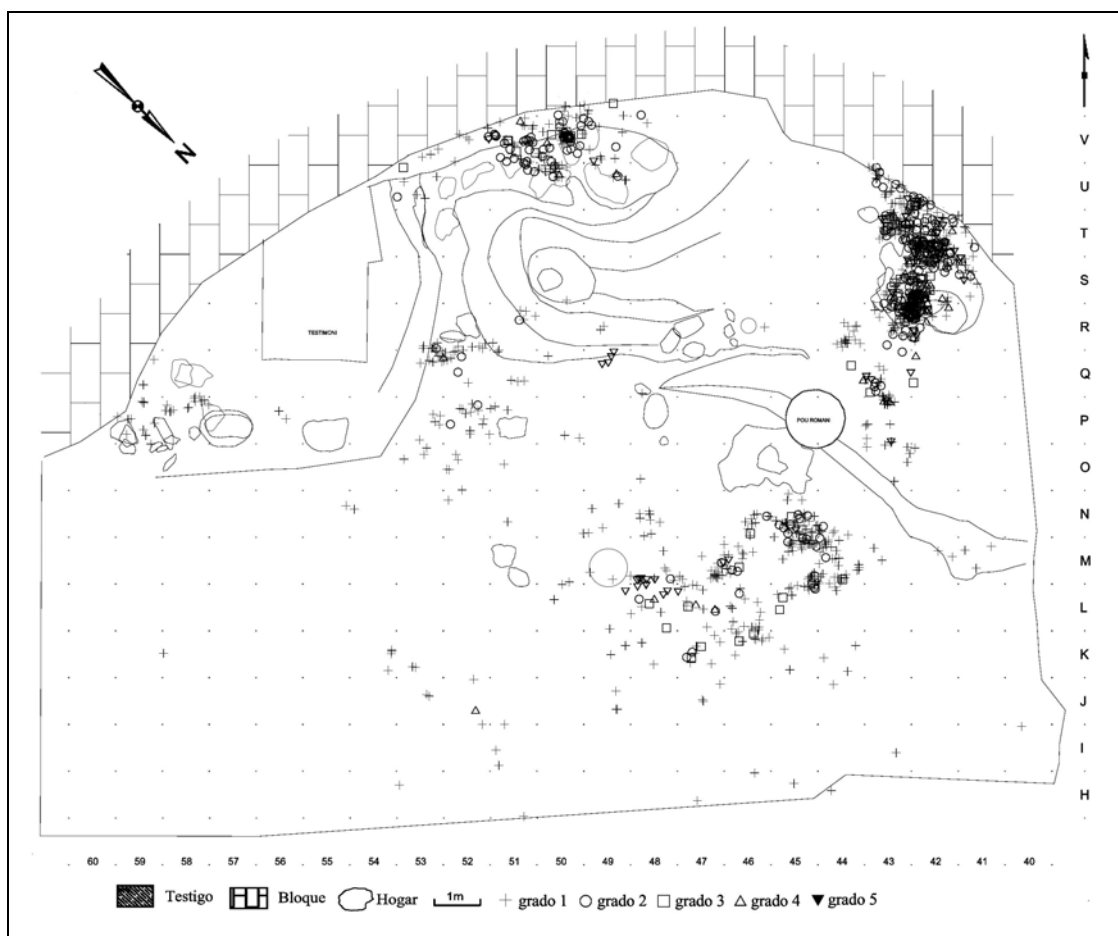 N
V
U
T
S
R
Q
P
O
N
M
L
K
J
I
H
TESTIMONI
POU ROMANI
60 59 58 57 56 55 54 53 52 51 50 49 48 47 46 45 44 43 42 41 40
Testigo Bloque Hogar 1m grado 1 grado 2 grado 3 grado 4 grado 5